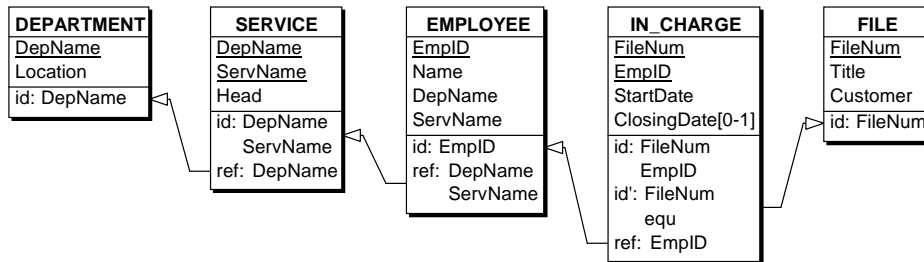 DEPARTMENT
DepName
Location
id: DepName
SERVICE
DepName
ServName
Head
id: DepName
ServName
ref: DepName
EMPLOYEE
EmpID
Name
DepName
ServName
id: EmpID
ref: DepName
ServName
IN_CHARGE
FileNum
EmpID
StartDate
ClosingDate[0-1]
id: FileNum
EmpID
id': FileNum
equ
ref: EmpID
FILE
FileNum
Title
Customer
id: FileNum